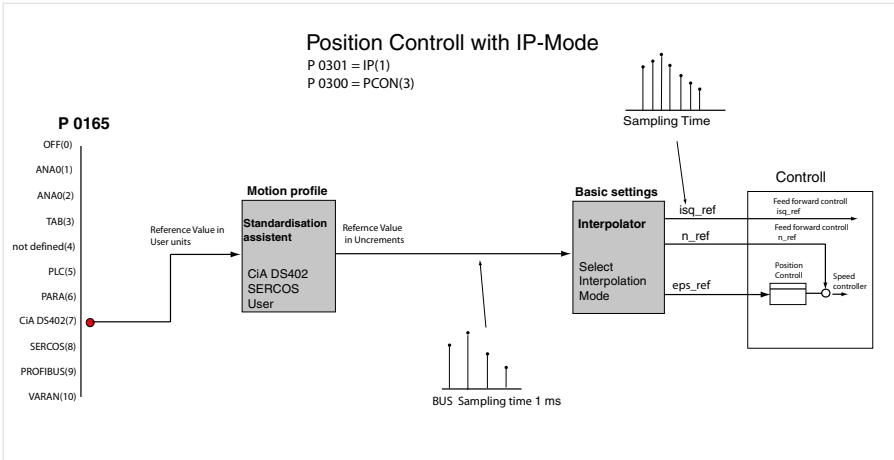 Position Controll with IP-Mode
P 0301 = IP(1)
P 0300 = PCON(3)
Sampling Time
P 0165
OFF(0)
ANA0(1)
ANA0(2)
TAB(3)
not defined(4)
PLC(5)
PARA(6)
CiA DS402(7)
SERCOS(8)
PROFIBUS(9)
VARAN(10)
Reference Value in
User units
Motion profile
Standardisation
assistent
CiA DS402
SERCOS
User
Refernce Value
in Uncrements
BUS Sampling time 1 ms
Basic settings
Interpolator
Select
Interpolation
Mode
isq_ref
n_ref
eps_ref
Controll
Feed forward controll
isq_ref
Feed forward controll
n_ref
Position
Controll
Speed
controller